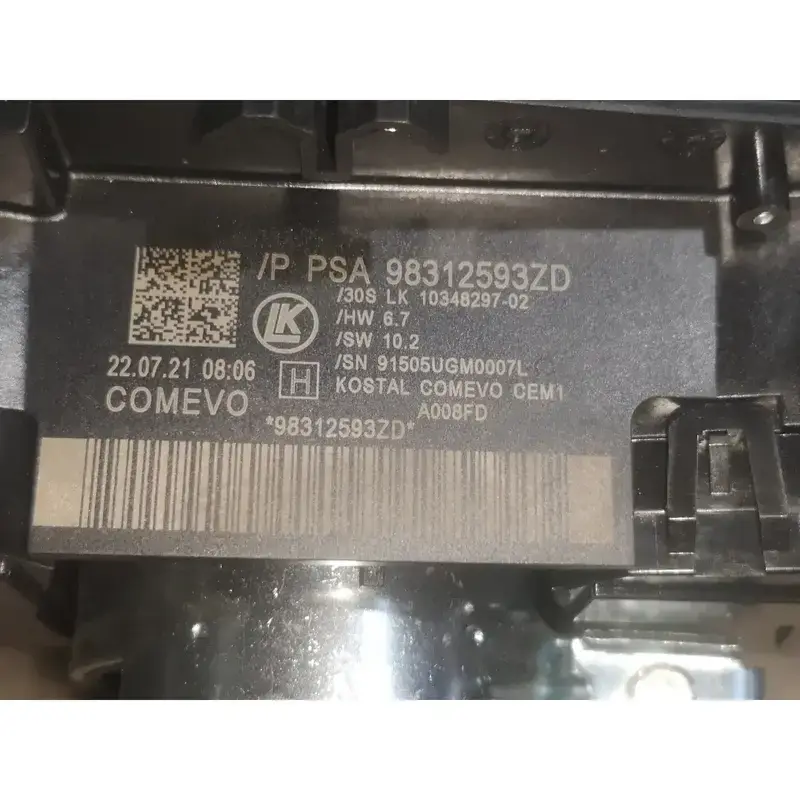 /P PSA 98312593ZD
/30S LK 10348297-02
LK
/HW 6.7
/SW 10.2
22.07.21 08:06
/SN 91505UGM0007L
H
KOSTAL COMEVO CEM1
COMEVO
A008FD
*98312593ZD*